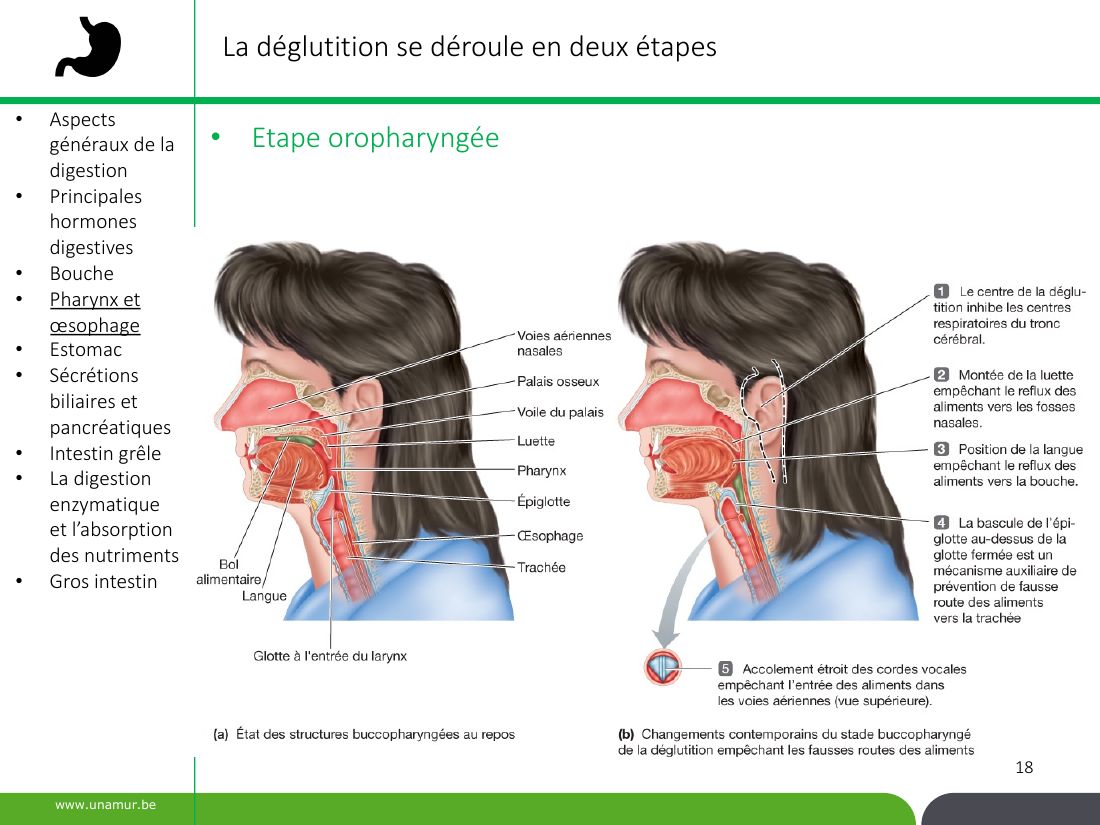 La déglutition se déroule en deux étapes
• Aspects
généraux de la
digestion
• Principales
hormones
digestives
• Bouche
• Pharynx et
œsophage
• Estomac
• Sécrétions
biliaires et
pancréatiques
• Intestin grêle
• La digestion
enzymatique
et l’absorption
des nutriments
• Gros intestin
• Etape oropharyngée
Voies aériennes
nasales
Palais osseux
Voile du palais
Luette
Pharynx
Épiglotte
Œsophage
Trachée
Bol
alimentaire
Langue
Glotte à l'entrée du larynx
(a) État des structures buccopharyngées au repos
1 Le centre de la déglu-
tition inhibe les centres
respiratoires du tronc
cérébral.
2 Montée de la luette
empêchant le reflux des
aliments vers les fosses
nasales.
3 Position de la langue
empêchant le reflux des
aliments vers la bouche.
4 La bascule de l'épi-
glotte au-dessus de la
glotte fermée est un
mécanisme auxiliaire de
prévention de fausse
route des aliments
vers la trachée
5 Accolement étroit des cordes vocales
empêchant l'entrée des aliments dans
les voies aériennes (vue supérieure).
(b) Changements contemporains du stade buccopharyngé
de la déglutition empêchant les fausses routes des aliments
18
www.unamur.be